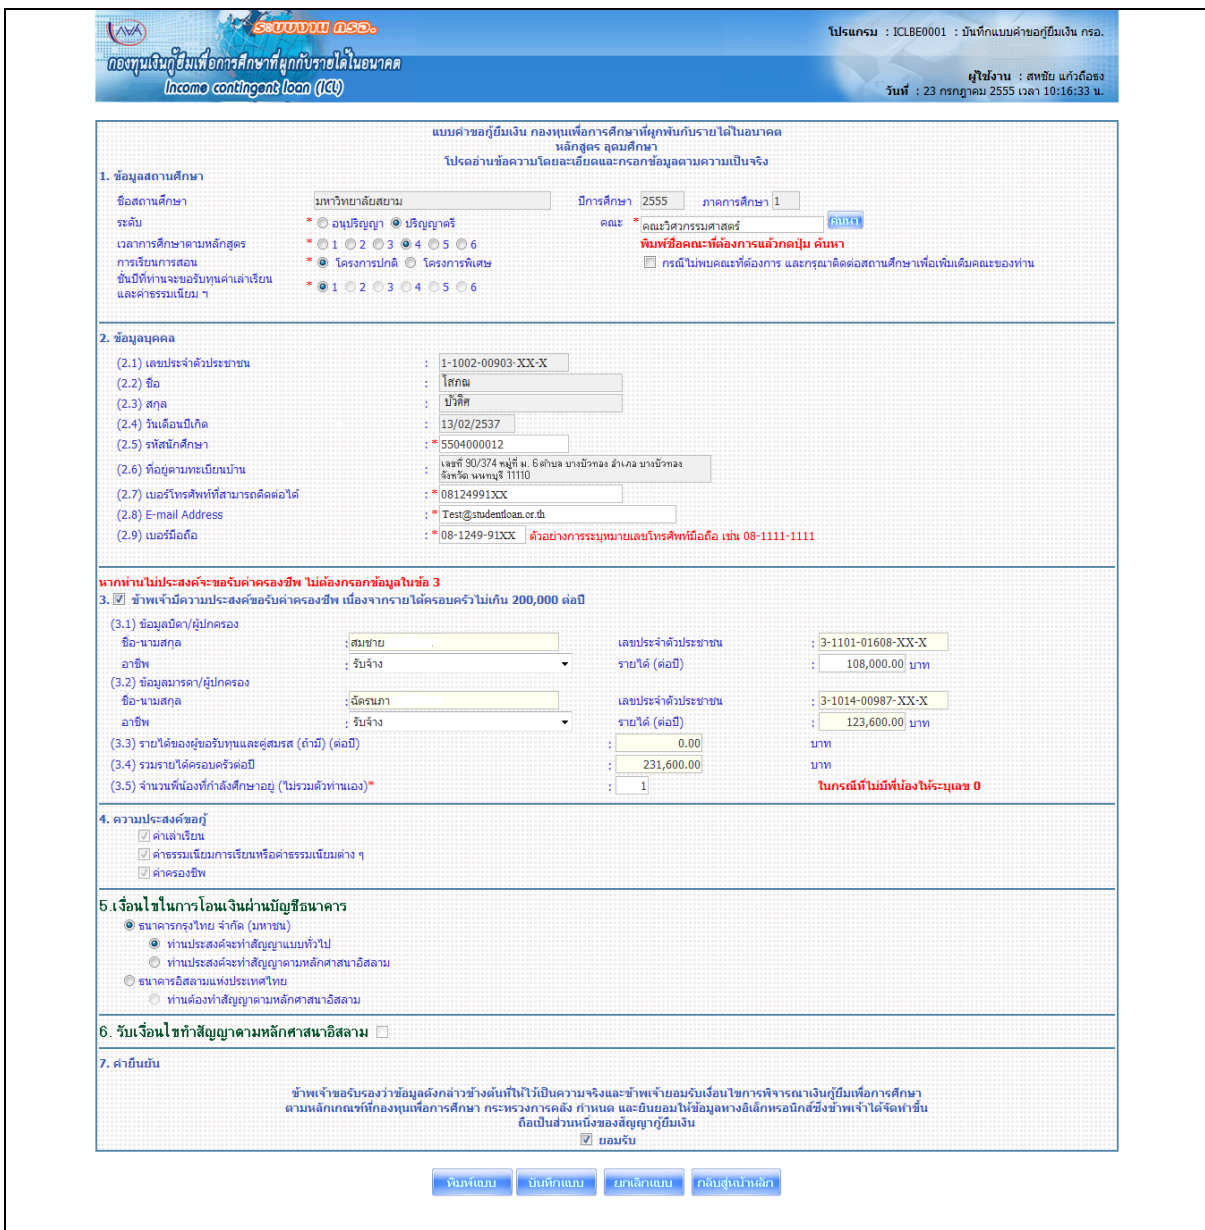 ระบบงาน กรอ.
โปรแกรม : ICLBE0001 : บันทึกแบบคำขอกู้ยืมเงิน กรอ.
กองทุนเงินกู้ยืมเพื่อการศึกษาที่ผูกกับรายได้ในอนาคต
Income contingent loan (ICL)
ผู้ใช้งาน : สหชัย แก้วถือธง
วันที่ : 23 กรกฎาคม 2555 เวลา 10:16:33 น.
แบบคำขอกู้ยืมเงิน กองทุนเพื่อการศึกษาที่ผูกพันกับรายได้ในอนาคต
หลักสูตร อุดมศึกษา
โปรดอ่านข้อความโดยละเอียดและกรอกข้อมูลตามความเป็นจริง
1. ข้อมูลสถานศึกษา
ชื่อสถานศึกษา มหาวิทยาลัยสยาม ปีการศึกษา 2555 ภาคการศึกษา 1
ระดับ * อนุปริญญา ปริญญาตรี คณะ * คณะวิศวกรรมศาสตร์ ค้นหา
เวลาการศึกษาตามหลักสูตร * 1 2 3 4 5 6 พิมพ์ชื่อคณะที่ต้องการแล้วกดปุ่ม ค้นหา
การเรียนการสอน * โครงการปกติ โครงการพิเศษ กรณีไม่พบคณะที่ต้องการ และกรุณาติดต่อสถานศึกษาเพื่อเพิ่มเติมคณะของท่าน
ชั้นปีที่ท่านจะขอรับทุนค่าเล่าเรียน
และค่าธรรมเนียม ฯ * 1 2 3 4 5 6
2. ข้อมูลบุคคล
(2.1) เลขประจำตัวประชาชน : 1-1002-00903-XX-X
(2.2) ชื่อ : โสภณ
(2.3) สกุล : บัวดิศ
(2.4) วันเดือนปีเกิด : 13/02/2537
(2.5) รหัสนักศึกษา :* 5504000012
(2.6) ที่อยู่ตามทะเบียนบ้าน : เลขที่ 90/374 หมู่ที่ ม. 6 ตำบล บางบัวทอง อำเภอ บางบัวทอง
จังหวัด นนทบุรี 11110
(2.7) เบอร์โทรศัพท์ที่สามารถติดต่อได้ :* 08124991XX
(2.8) E-mail Address :* Test@studentloan.or.th
(2.9) เบอร์มือถือ :* 08-1249-91XX ตัวอย่างการระบุหมายเลขโทรศัพท์มือถือ เช่น 08-1111-1111
หากท่านไม่ประสงค์จะขอรับค่าครองชีพ ไม่ต้องกรอกข้อมูลในข้อ 3
3. ข้าพเจ้ามีความประสงค์ขอรับค่าครองชีพ เนื่องจากรายได้ครอบครัวไม่เกิน 200,000 ต่อปี
(3.1) ข้อมูลบิดา/ผู้ปกครอง
ชื่อ-นามสกุล : สมชาย เลขประจำตัวประชาชน : 3-1101-01608-XX-X
อาชีพ : รับจ้าง รายได้ (ต่อปี) : 108,000.00 บาท
(3.2) ข้อมูลมารดา/ผู้ปกครอง
ชื่อ-นามสกุล : ฉัตรนภา เลขประจำตัวประชาชน : 3-1014-00987-XX-X
อาชีพ : รับจ้าง รายได้ (ต่อปี) : 123,600.00 บาท
(3.3) รายได้ของผู้ขอรับทุนและคู่สมรส (ถ้ามี) (ต่อปี) : 0.00 บาท
(3.4) รวมรายได้ครอบครัวต่อปี : 231,600.00 บาท
(3.5) จำนวนพี่น้องที่กำลังศึกษาอยู่ (ไม่รวมตัวท่านเอง)* : 1 ในกรณีที่ไม่มีพี่น้องให้ระบุเลข 0
4. ความประสงค์ขอกู้
ค่าเล่าเรียน
ค่าธรรมเนียมการเรียนหรือค่าธรรมเนียมต่าง ๆ
ค่าครองชีพ
5.เงื่อนไขในการโอนเงินผ่านบัญชีธนาคาร
ธนาคารกรุงไทย จำกัด (มหาชน)
ท่านประสงค์จะทำสัญญาแบบทั่วไป
ท่านประสงค์จะทำสัญญาตามหลักศาสนาอิสลาม
ธนาคารอิสลามแห่งประเทศไทย
ท่านต้องทำสัญญาตามหลักศาสนาอิสลาม
6. รับเงื่อนไขทำสัญญาตามหลักศาสนาอิสลาม
7. คำยืนยัน
ข้าพเจ้าขอรับรองว่าข้อมูลดังกล่าวข้างต้นที่ให้ไว้เป็นความจริงและข้าพเจ้ายอมรับเงื่อนไขการพิจารณาเงินกู้ยืมเพื่อการศึกษา
ตามหลักเกณฑ์ที่กองทุนเพื่อการศึกษา กระทรวงการคลัง กำหนด และยินยอมให้ข้อมูลทางอิเล็กทรอนิกส์ซึ่งข้าพเจ้าได้จัดทำขึ้น
ถือเป็นส่วนหนึ่งของสัญญากู้ยืมเงิน
ยอมรับ
พิมพ์แบบ บันทึกแบบ ยกเลิกแบบ กลับสู่หน้าหลัก